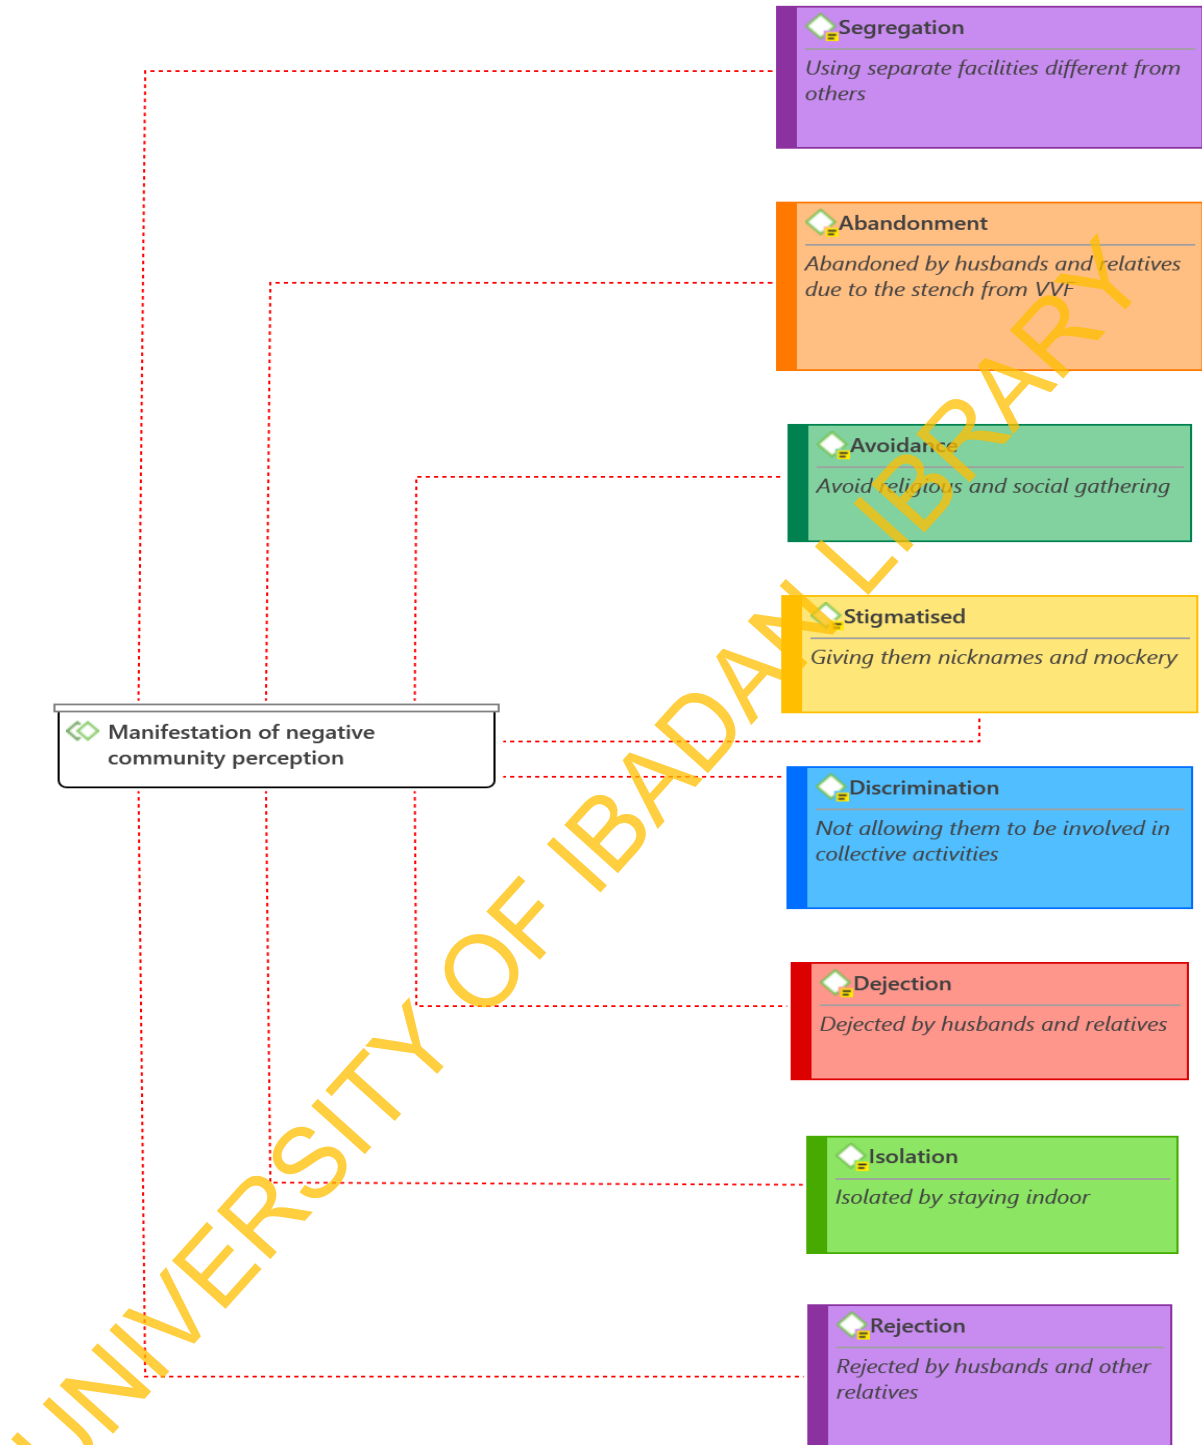 Segregation
Using separate facilities different from
others
Abandonment
Abandoned by husbands and relatives
due to the stench from VVF
Avoidance
Avoid religious and social gathering
Stigmatised
Giving them nicknames and mockery
Manifestation of negative
community perception
Discrimination
Not allowing them to be involved in
collective activities
Dejection
Dejected by husbands and relatives
Isolation
Isolated by staying indoor
Rejection
Rejected by husbands and other
relatives
UNIVERSITY OF IBADAN LIBRARY